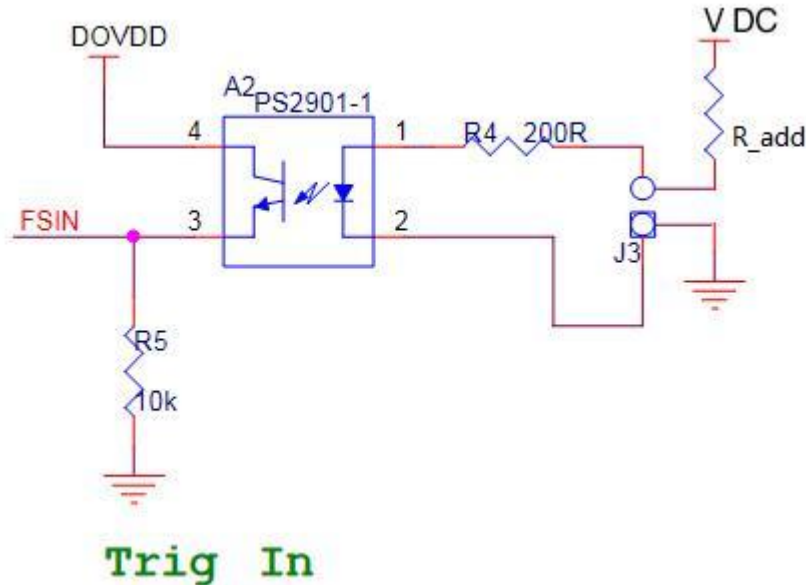 V DC
DOVDD
A2 PS2901-1
4
1
R4 200R
R_add
FSIN
3
2
J3
R5
10k
Trig In